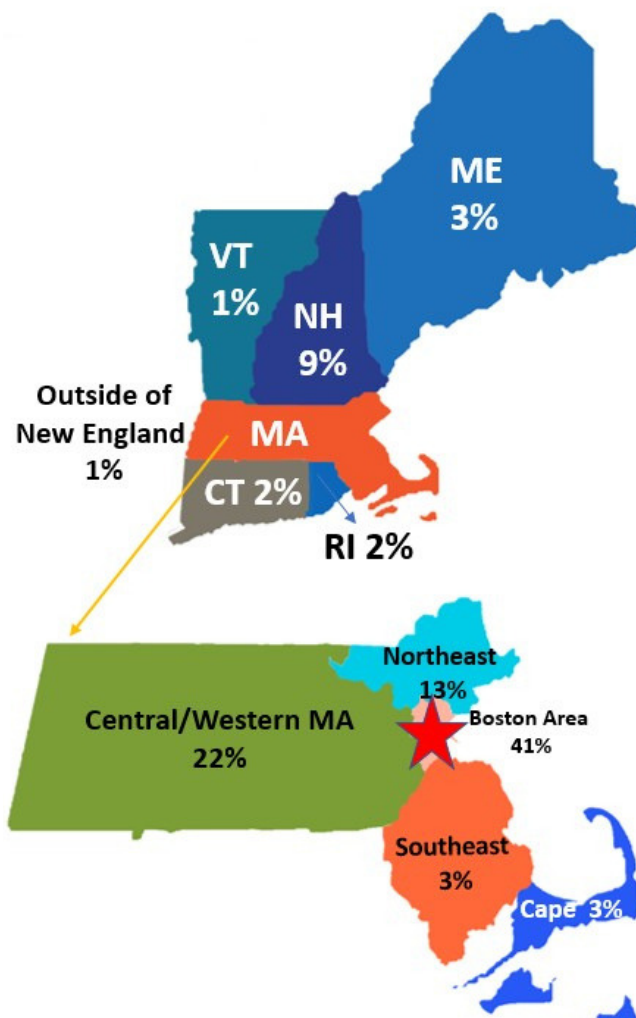 ME
3%
VT
1%
NH
9%
Outside of
New England
1%
MA
CT 2%
RI 2%
Northeast
13%
Central/Western MA
22%
Boston Area
41%
Southeast
3%
Cape 3%